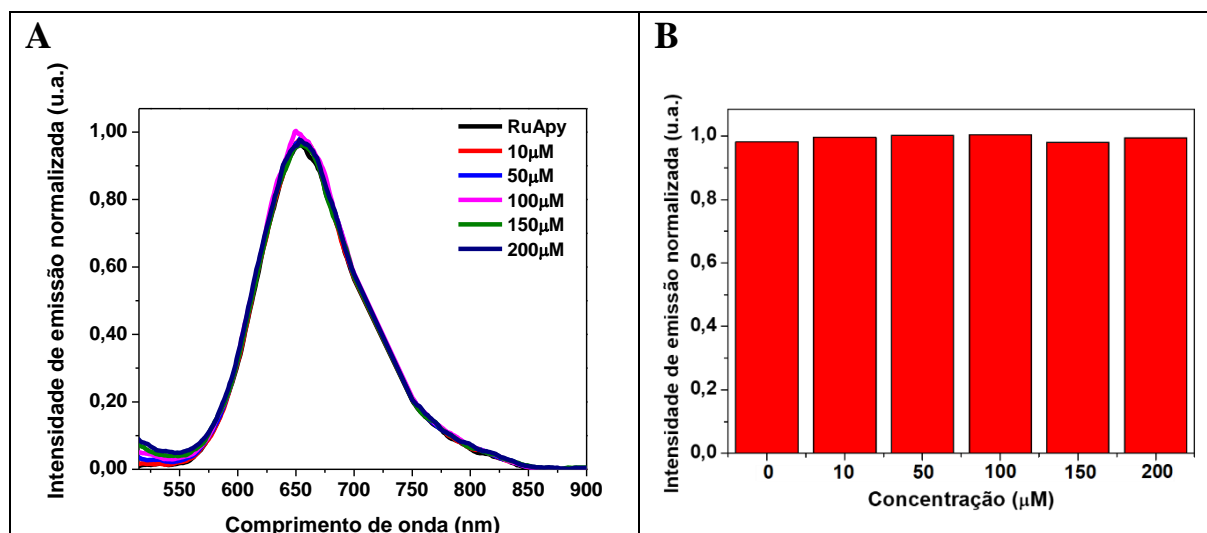 A
Intensidade de emissão normalizada (u.a.)
1,00
0,80
0,60
0,40
0,20
0,00
RuApy
10μM
50μM
100μM
150μM
200μM
550
600
650
700
750
800
850
900
Comprimento de onda (nm)
B
Intensidade de emissão normalizada (u.a.)
1,0
0,8
0,6
0,4
0,2
0,0
0
10
50
100
150
200
Concentração (μM)